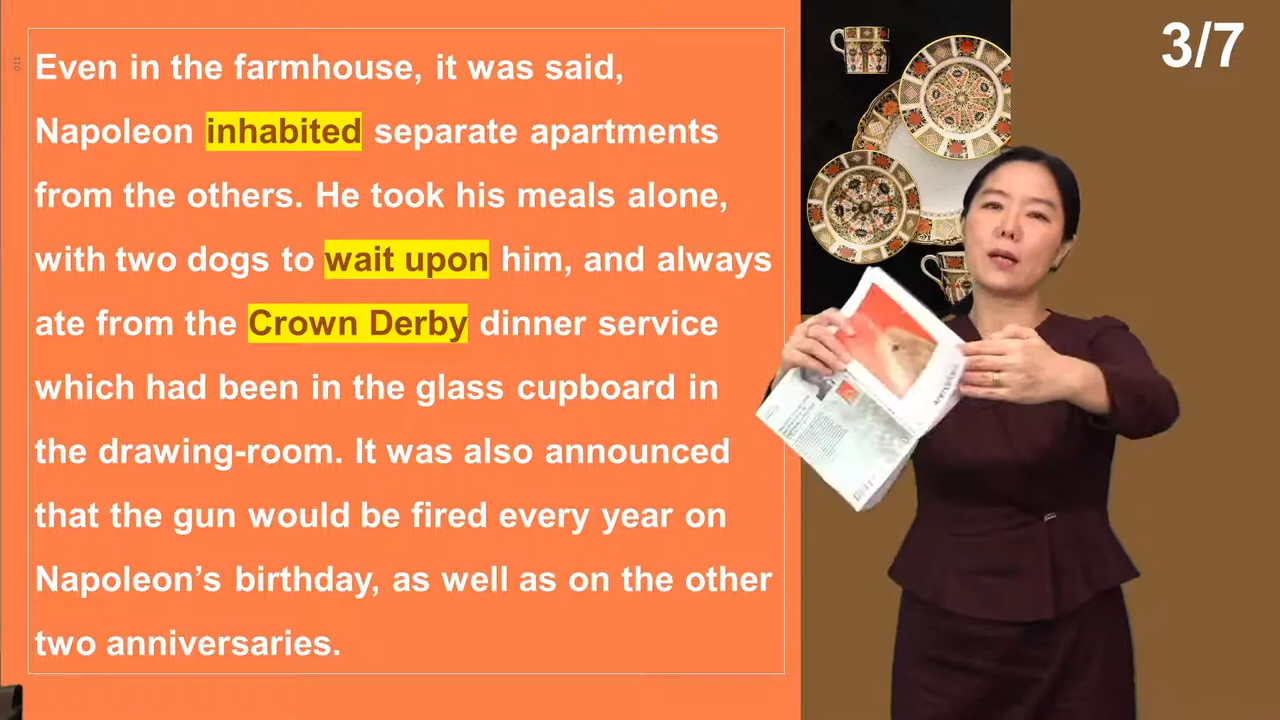 3/7
011
Even in the farmhouse, it was said,
Napoleon inhabited separate apartments
from the others. He took his meals alone,
with two dogs to wait upon him, and always
ate from the Crown Derby dinner service
which had been in the glass cupboard in
the drawing-room. It was also announced
that the gun would be fired every year on
Napoleon’s birthday, as well as on the other
two anniversaries.